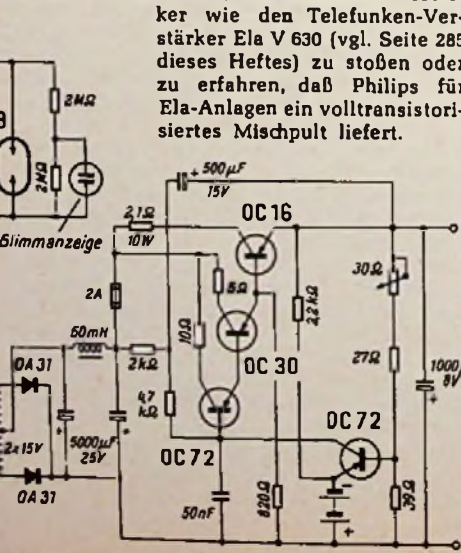 ker wie den Telefunken-Ver-
stärker Ela V 630 (vgl. Seite 285
dieses Heftes) zu stoßen oder
zu erfahren, daß Philips für
Ela-Anlagen ein volltransistori-
siertes Mischpult liefert.
2MΩ
2MΩ
Glimmanzeige
+ 500µF
15V
OC 16
2,1Ω
10W
2A
5Ω
30Ω
2,2kΩ
50mH
10Ω
OC 30
27Ω
1000
8V
+
OA 31
2kΩ
4,7
kΩ
OC 72
OC 72
2x15V
+
5000µF
25V
+
OA 31
50nF
820Ω
-
+
39Ω